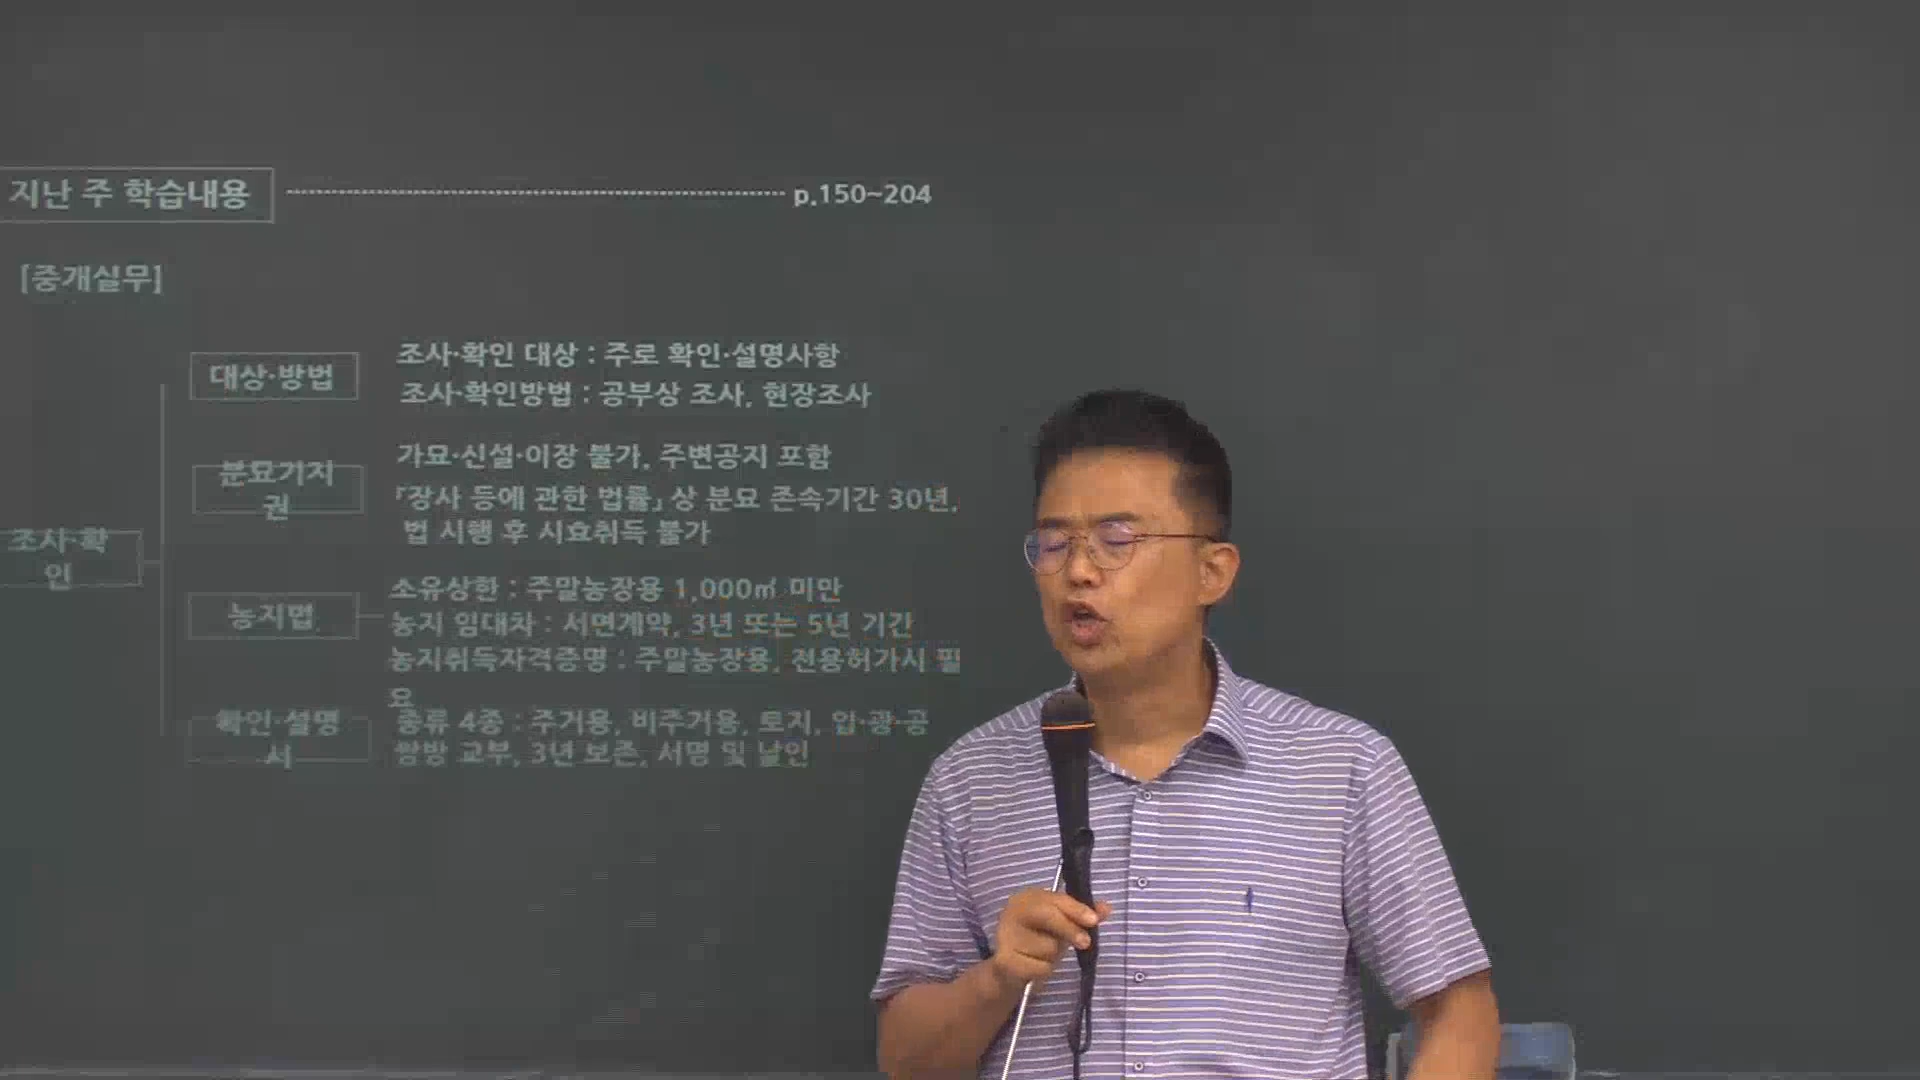 지난 주 학습내용 p.150~204
[중개실무]
조사·확인
대상·방법
조사·확인 대상 : 주로 확인·설명사항
조사·확인방법 : 공부상 조사, 현장조사
분묘기지권
가묘·신설·이장 불가, 주변공지 포함
「장사 등에 관한 법률」상 분묘 존속기간 30년,
법 시행 후 시효취득 불가
농지법
소유상한 : 주말농장용 1,000㎡ 미만
농지 임대차 : 서면계약, 3년 또는 5년 기간
농지취득자격증명 : 주말농장용, 전용허가시 필
요
확인·설명
서
종류 4종 : 주거용, 비주거용, 토지, 입·광·공
쌍방 교부, 3년 보존, 서명 및 날인